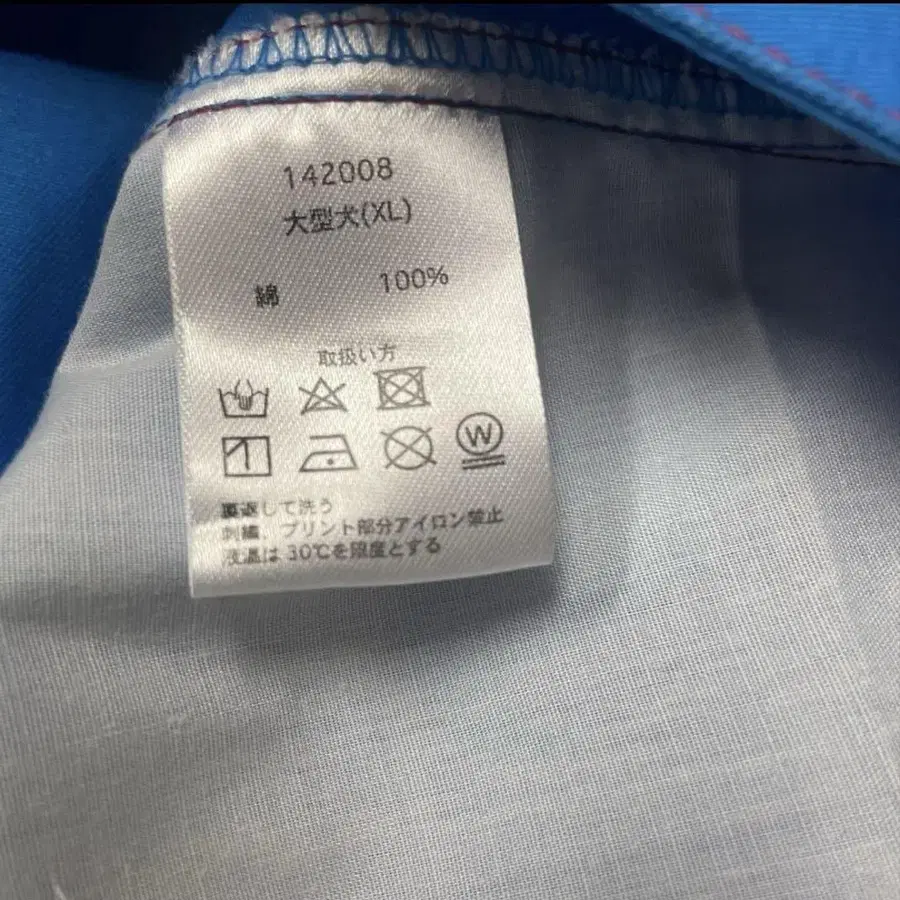 142008
大型犬(XL)
綿 100%
取扱い方
W
裏返して洗う
刺繍、プリント部分アイロン禁止
液温は 30℃を限度とする